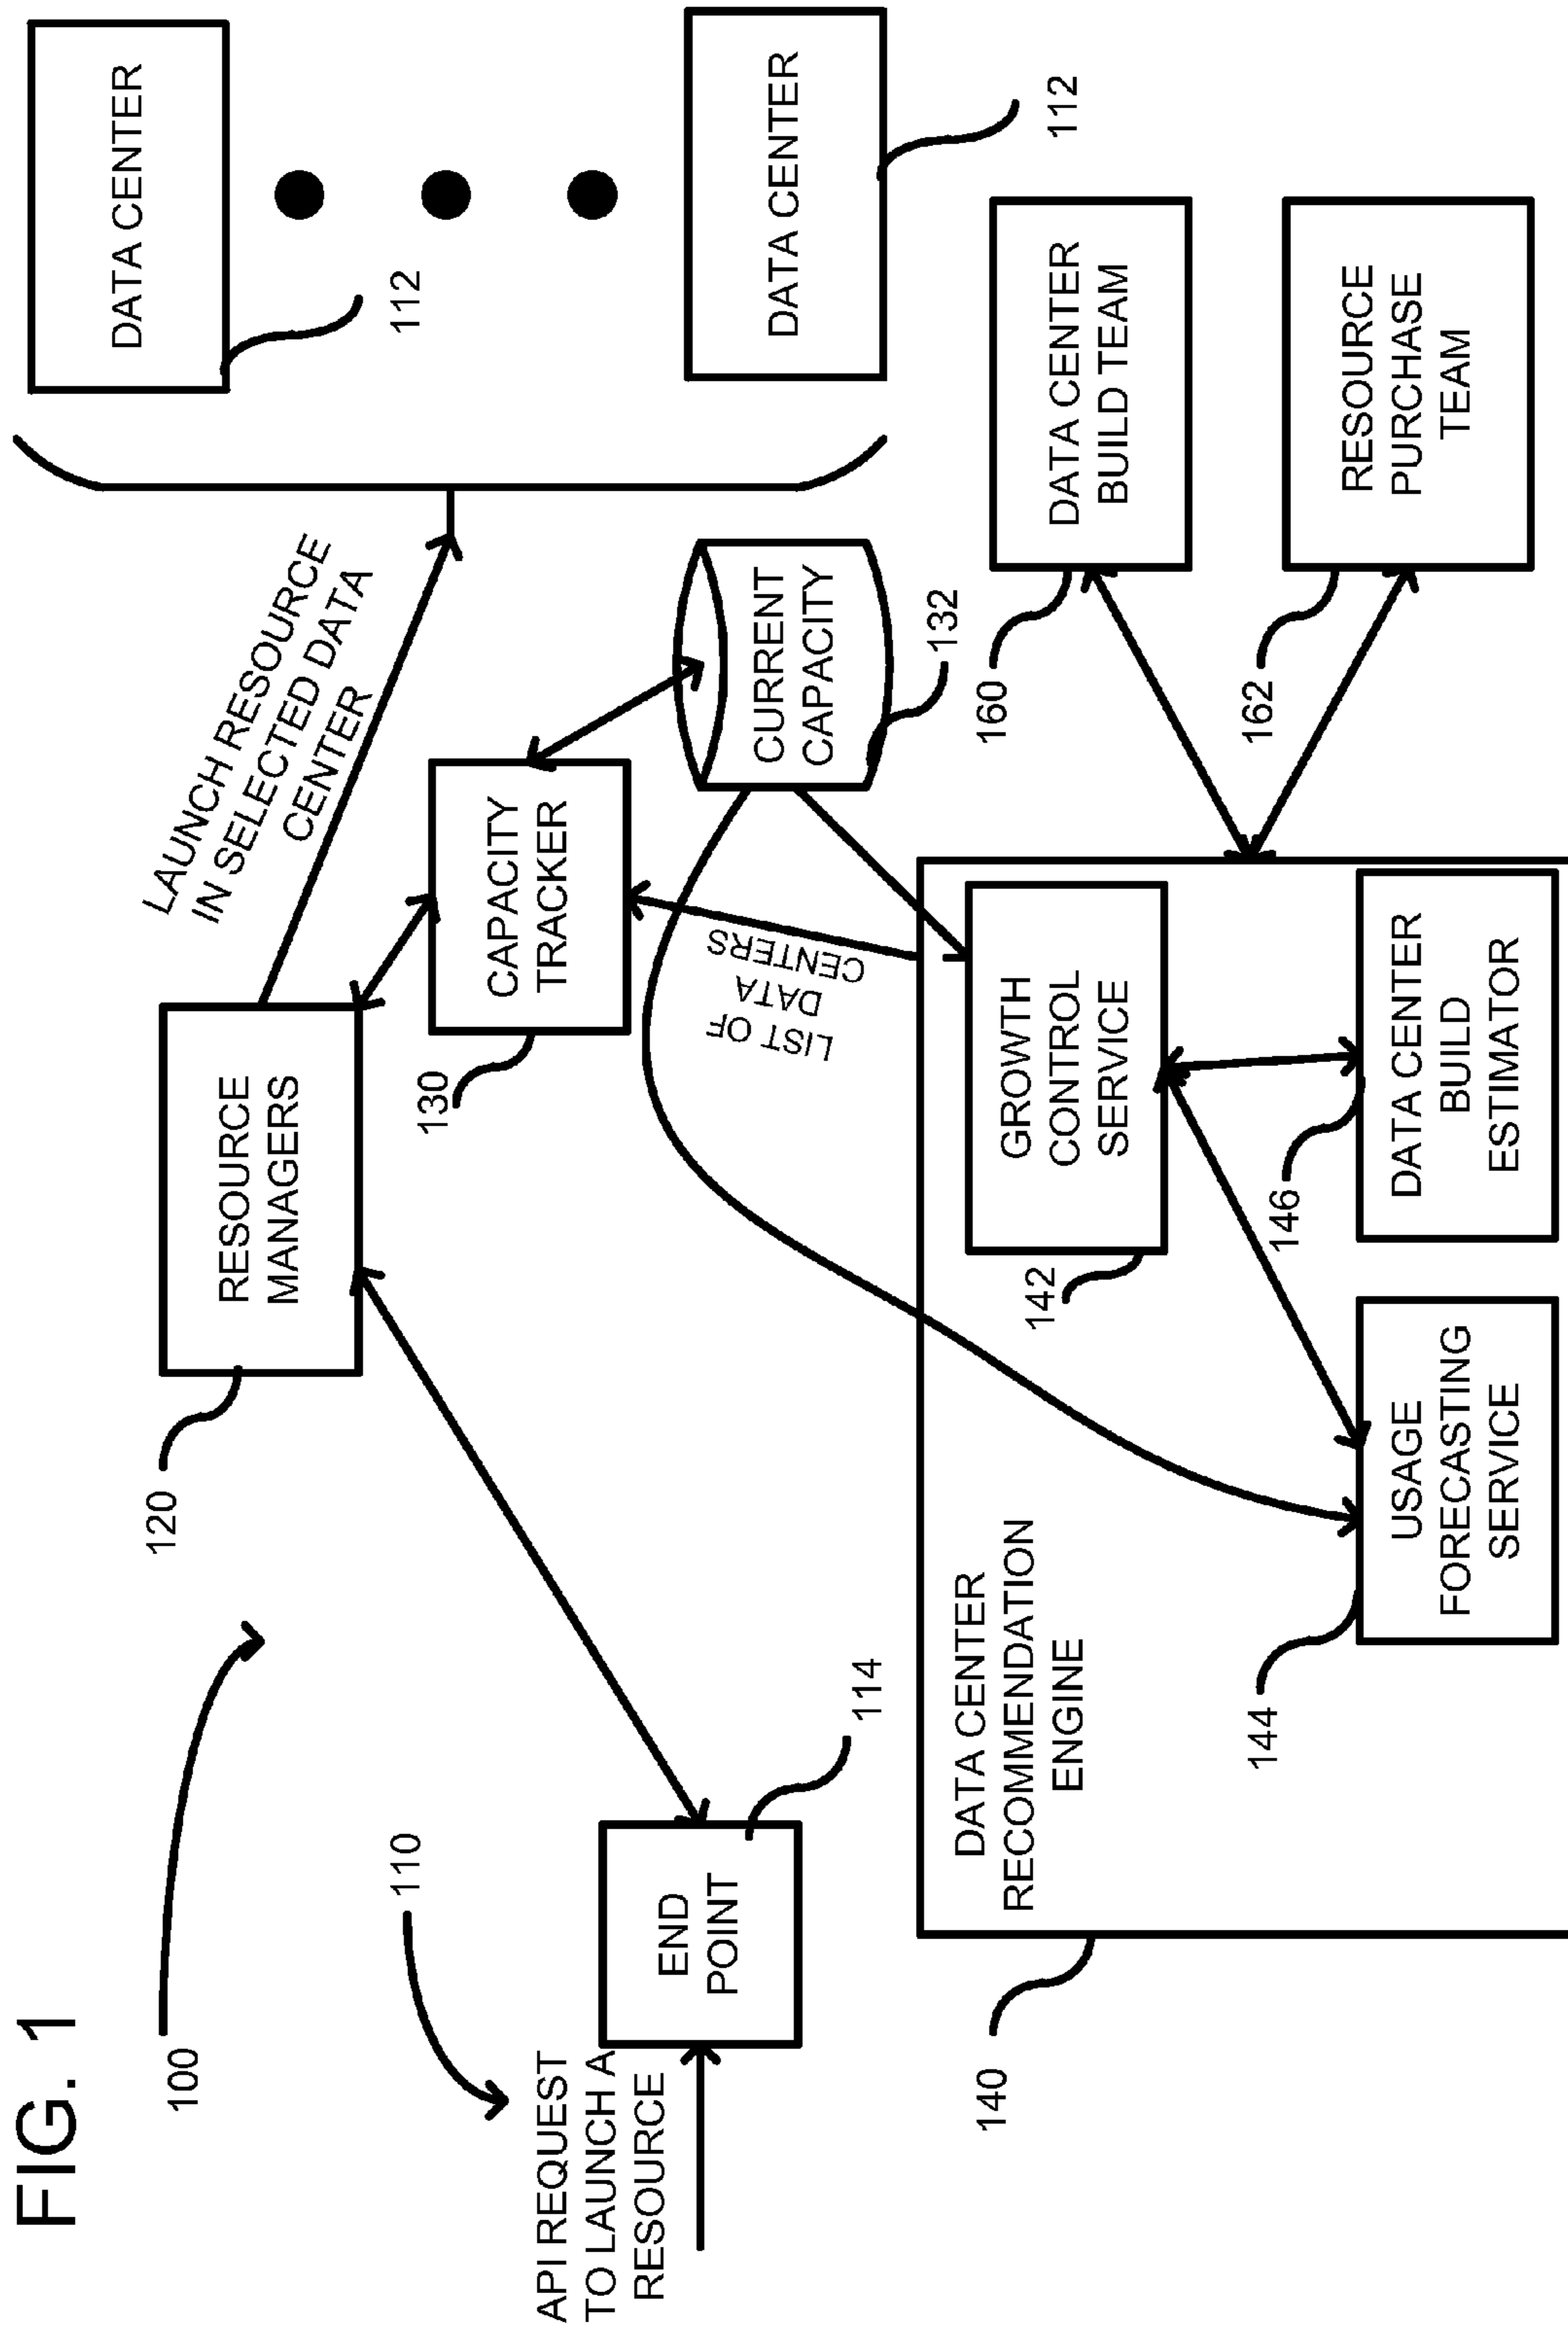 FIG. 1
100
110
API REQUEST
TO LAUNCH A
RESOURCE
END
POINT
114
120
RESOURCE
MANAGERS
LAUNCH RESOURCE
IN SELECTED DATA
CENTER
DATA CENTER
112
DATA CENTER
112
130
CAPACITY
TRACKER
CURRENT
CAPACITY
132
LIST OF
DATA
CENTERS
140
DATA CENTER
RECOMMENDATION
ENGINE
142
GROWTH
CONTROL
SERVICE
144
USAGE
FORECASTING
SERVICE
146
DATA CENTER
BUILD
ESTIMATOR
160
DATA CENTER
BUILD TEAM
162
RESOURCE
PURCHASE
TEAM